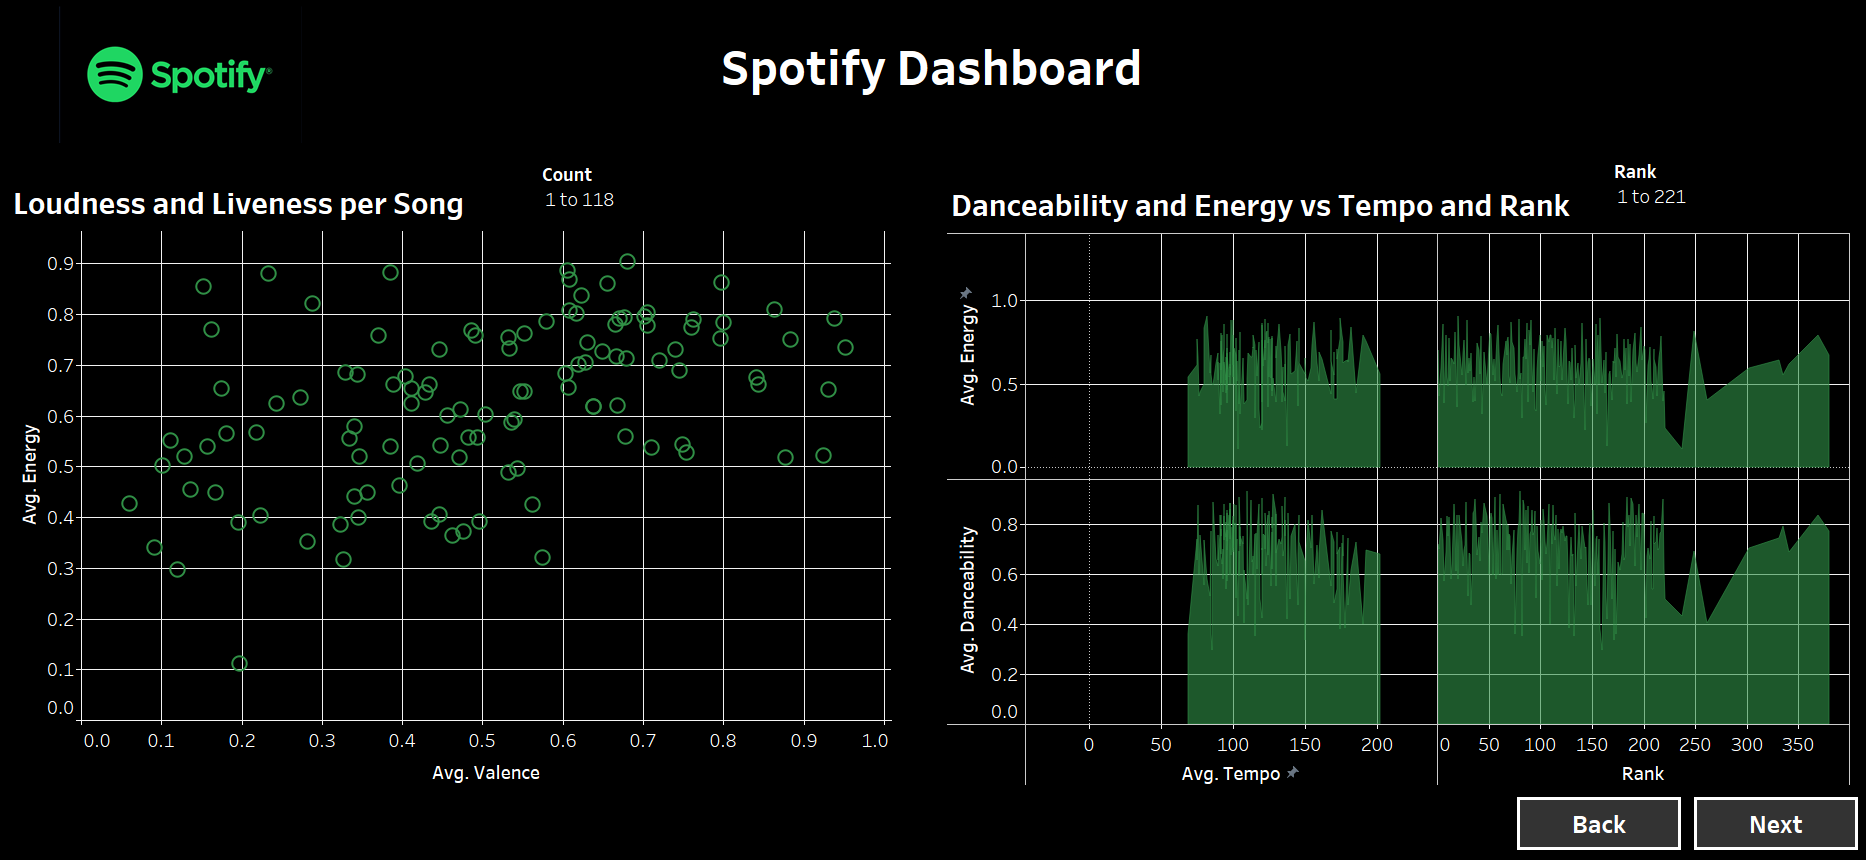 Spotify®
Spotify Dashboard
Count
1 to 118
Loudness and Liveness per Song
0.9
0.8
0.7
0.6
0.5
0.4
0.3
0.2
0.1
0.0
Avg. Energy
0.0 0.1 0.2 0.3 0.4 0.5 0.6 0.7 0.8 0.9 1.0
Avg. Valence
Rank
1 to 221
Danceability and Energy vs Tempo and Rank
1.0
0.5
0.0
Avg. Energy
0.8
0.6
0.4
0.2
0.0
Avg. Danceability
0 50 100 150 200
Avg. Tempo
0 50 100 150 200 250 300 350
Rank
Back
Next